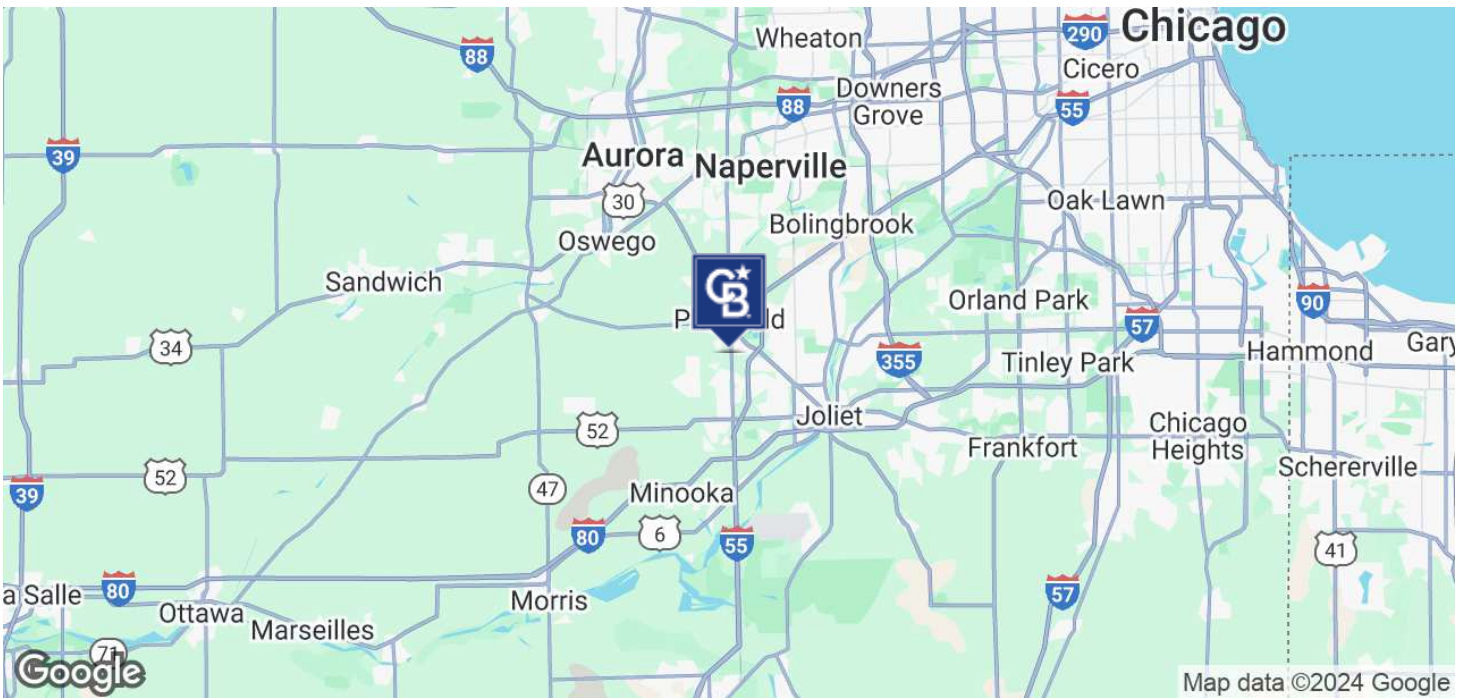 Chicago
290
Wheaton
88
Cicero
Downers
Grove
88
55
39
Aurora
Naperville
30
Oak Lawn
Bolingbrook
Oswego
Sandwich
CB
Orland Park
90
57
34
355
Tinley Park
Hammond
Gary
Joliet
52
Chicago
Heights
Frankfort
Schererville
52
39
47
Minooka
80
6
55
41
a Salle
80
57
Morris
Ottawa
Marseilles
71
Google
Map data ©2024 Google